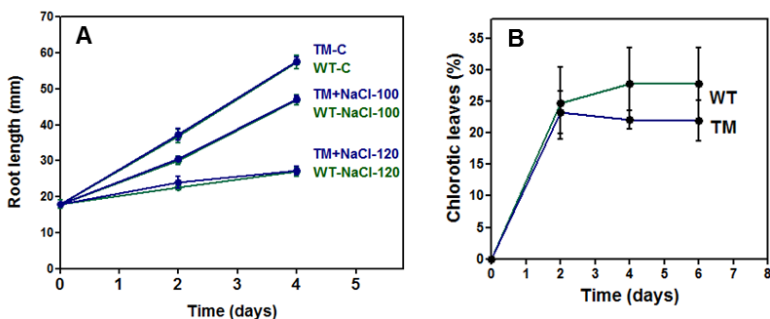 A
70
60
50
40
30
20
10
0
Root length (mm)
TM-C
WT-C
TM+NaCl-100
WT-NaCl-100
TM+NaCl-120
WT-NaCl-120
0 1 2 3 4 5
Time (days)
B
35
30
25
20
15
10
5
0
Chlorotic leaves (%)
WT
TM
0 1 2 3 4 5 6 7 8
Time (days)